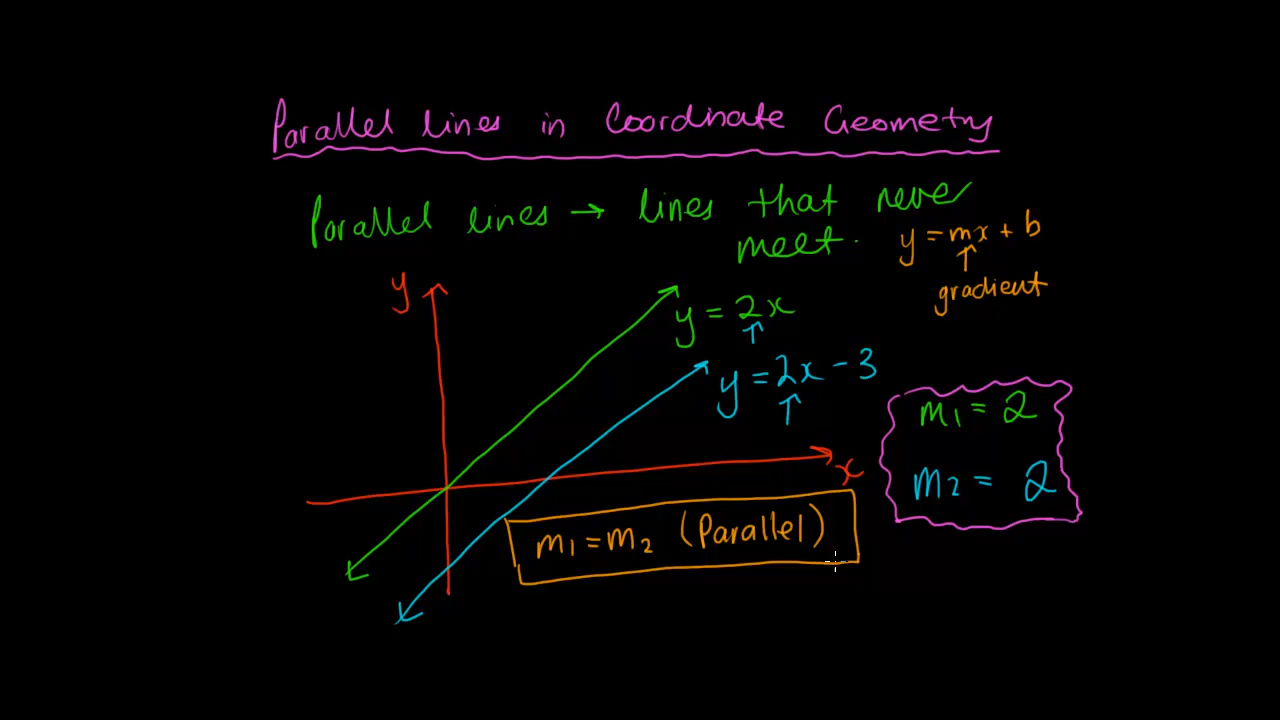 Parallel lines in Coordinate Geometry
Parallel lines → lines that never
meet.
y = mx + b
↑
gradient
y
y = 2x
↑
y = 2x - 3
↑
m1 = 2
m2 = 2
x
m1 = m2 (Parallel)